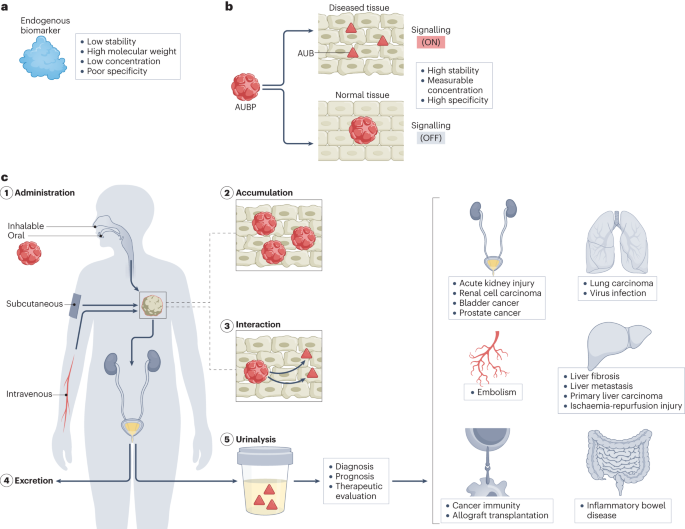 a
Endogenous
biomarker
• Low stability
• High molecular weight
• Low concentration
• Poor specificity
b
Diseased tissue
AUB
Signalling
(ON)
AUBP
• High stability
• Measurable
concentration
• High specificity
Normal tissue
Signalling
(OFF)
c
1 Administration
Inhalable
Oral
Subcutaneous
Intravenous
2 Accumulation
3 Interaction
4 Excretion
5 Urinalysis
• Diagnosis
• Prognosis
• Therapeutic
evaluation
• Acute kidney injury
• Renal cell carcinoma
• Bladder cancer
• Prostate cancer
• Lung carcinoma
• Virus infection
• Embolism
• Liver fibrosis
• Liver metastasis
• Primary liver carcinoma
• Ischaemia-repurfusion injury
• Cancer immunity
• Allograft transplantation
• Inflammatory bowel
disease